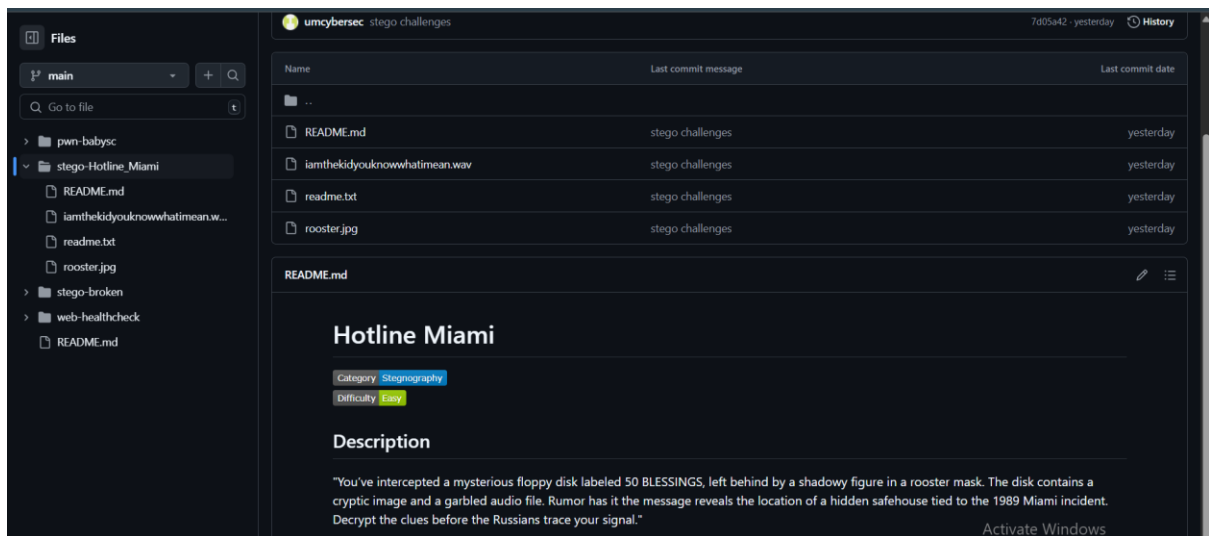 Files
main
Go to file
t
pwn-babysc
stego-Hotline_Miami
README.md
iamthekidyouknowwhatimean.w...
readme.txt
rooster.jpg
stego-broken
web-healthcheck
README.md
umcybersec stego challenges 7d05a42 · yesterday History
Name Last commit message Last commit date
..
README.md stego challenges yesterday
iamthekidyouknowwhatimean.wav stego challenges yesterday
readme.txt stego challenges yesterday
rooster.jpg stego challenges yesterday
README.md
Hotline Miami
Category Stegnography
Difficulty Easy
Description
"You've intercepted a mysterious floppy disk labeled 50 BLESSINGS, left behind by a shadowy figure in a rooster mask. The disk contains a
cryptic image and a garbled audio file. Rumor has it the message reveals the location of a hidden safehouse tied to the 1989 Miami incident.
Decrypt the clues before the Russians trace your signal."
Activate Windows